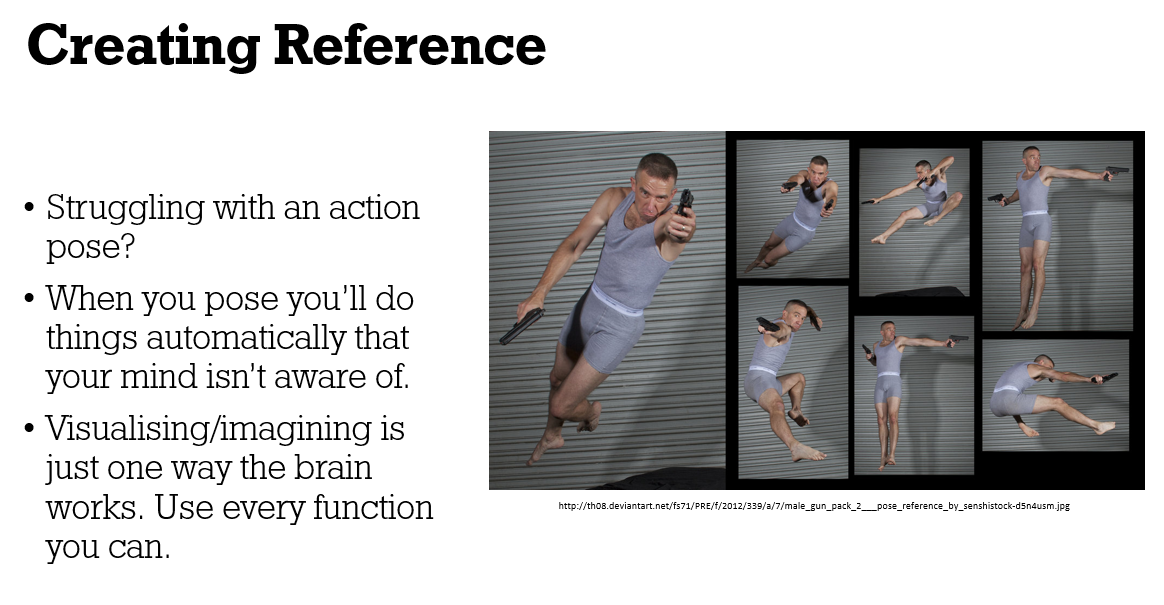 Creating Reference
• Struggling with an action
pose?
• When you pose you’ll do
things automatically that
your mind isn’t aware of.
• Visualising/imagining is
just one way the brain
works. Use every function
you can.
http://th08.deviantart.net/fs71/PRE/f/2012/339/a/7/male_gun_pack_2___pose_reference_by_senshistock-d5n4usm.jpg